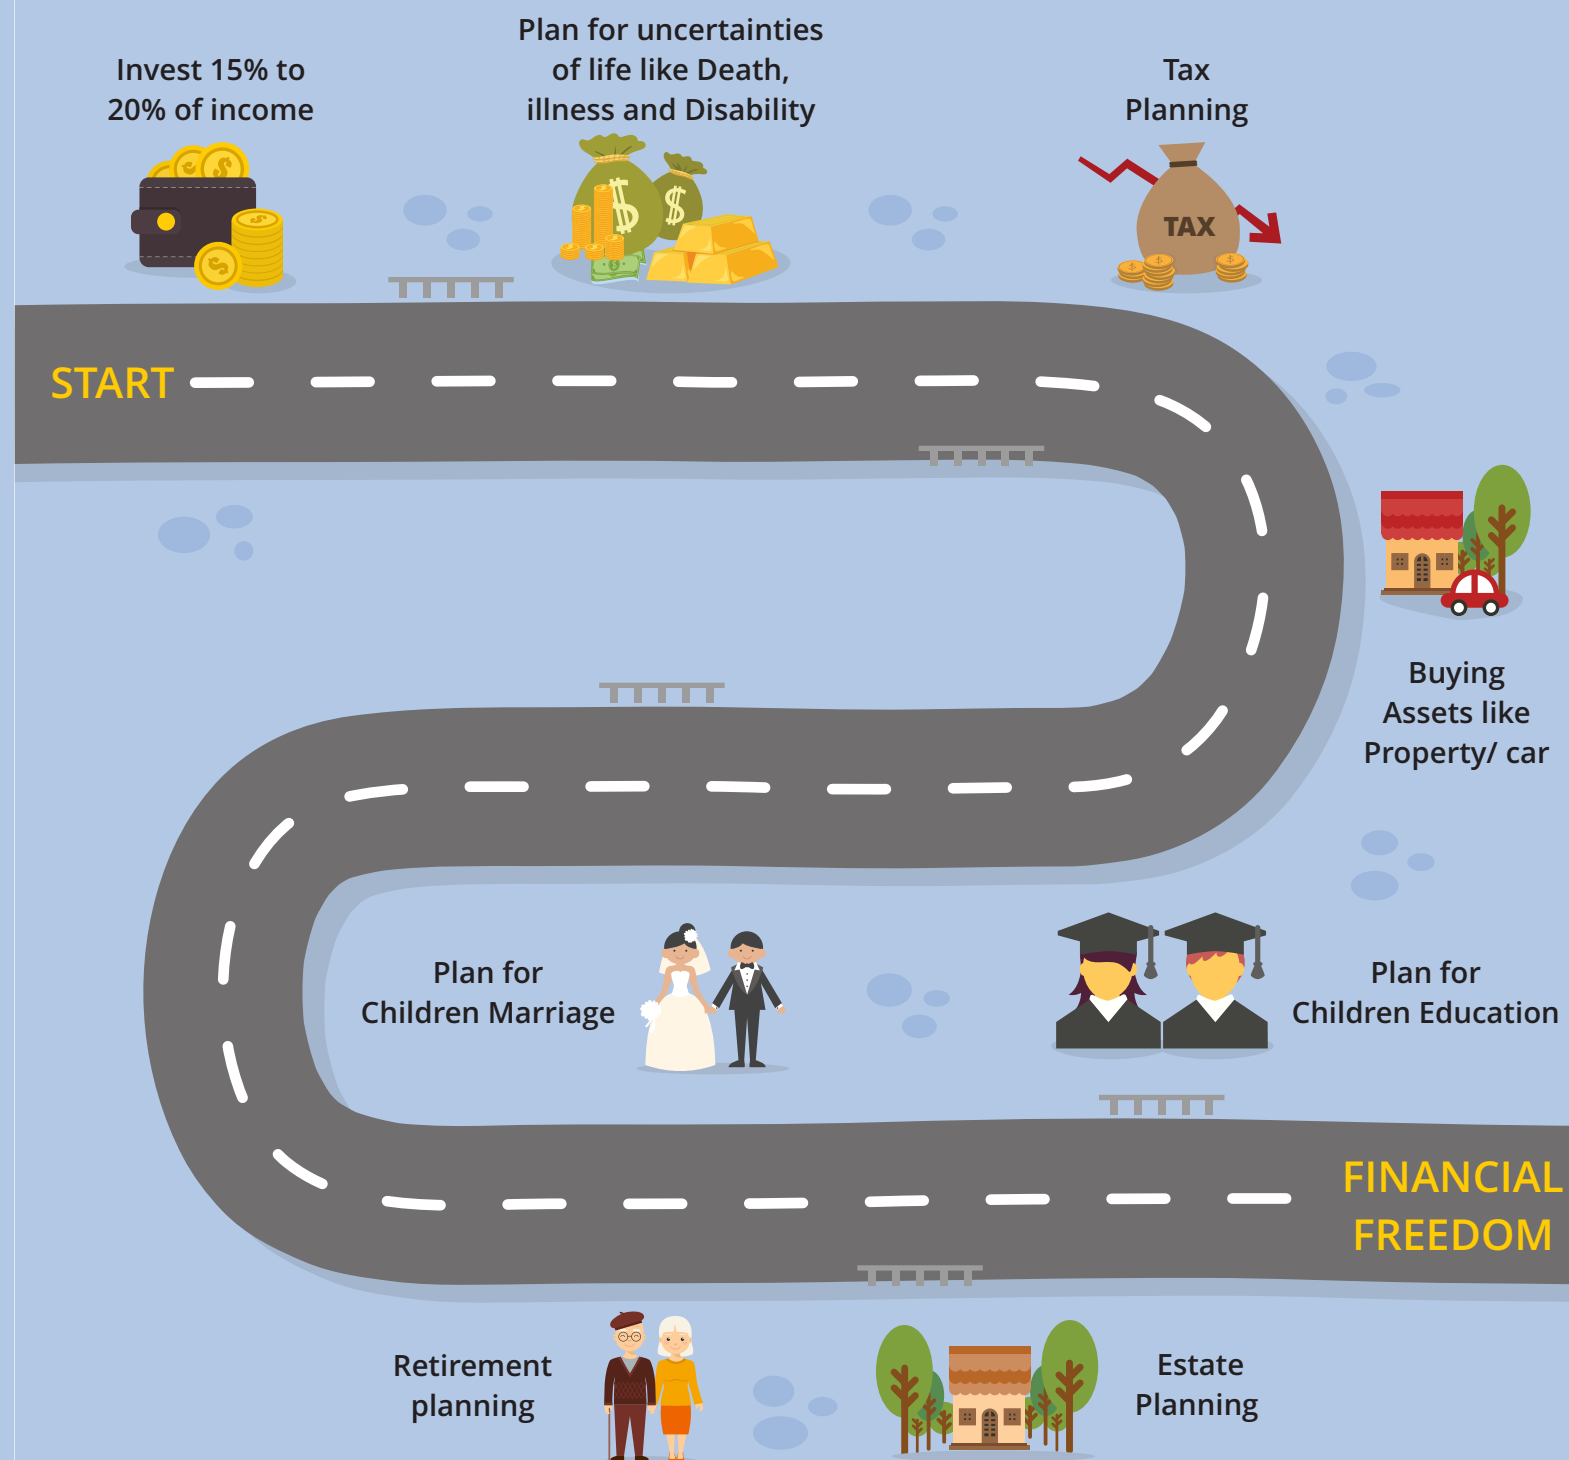 Invest 15% to
20% of income
Plan for uncertainties
of life like Death,
illness and Disability
Tax
Planning
TAX
START
Buying
Assets like
Property/ car
Plan for
Children Education
Plan for
Children Marriage
FINANCIAL
FREEDOM
Retirement
planning
Estate
Planning